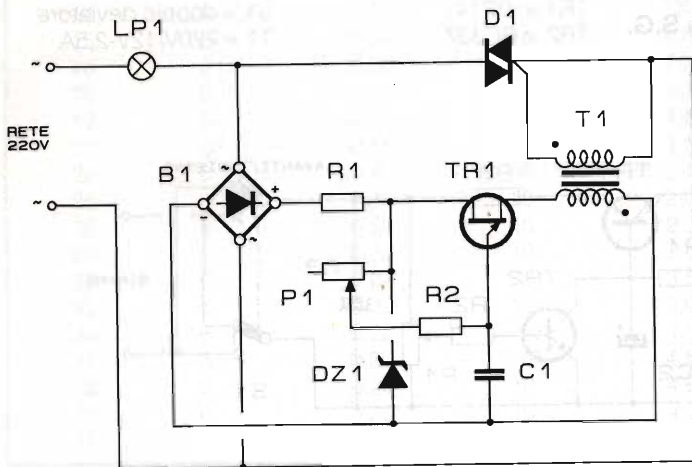 LP1
D1
T1
RETE
220V
B1
R1
TR1
P1
R2
DZ1
C1
~
~
~
~
+
-